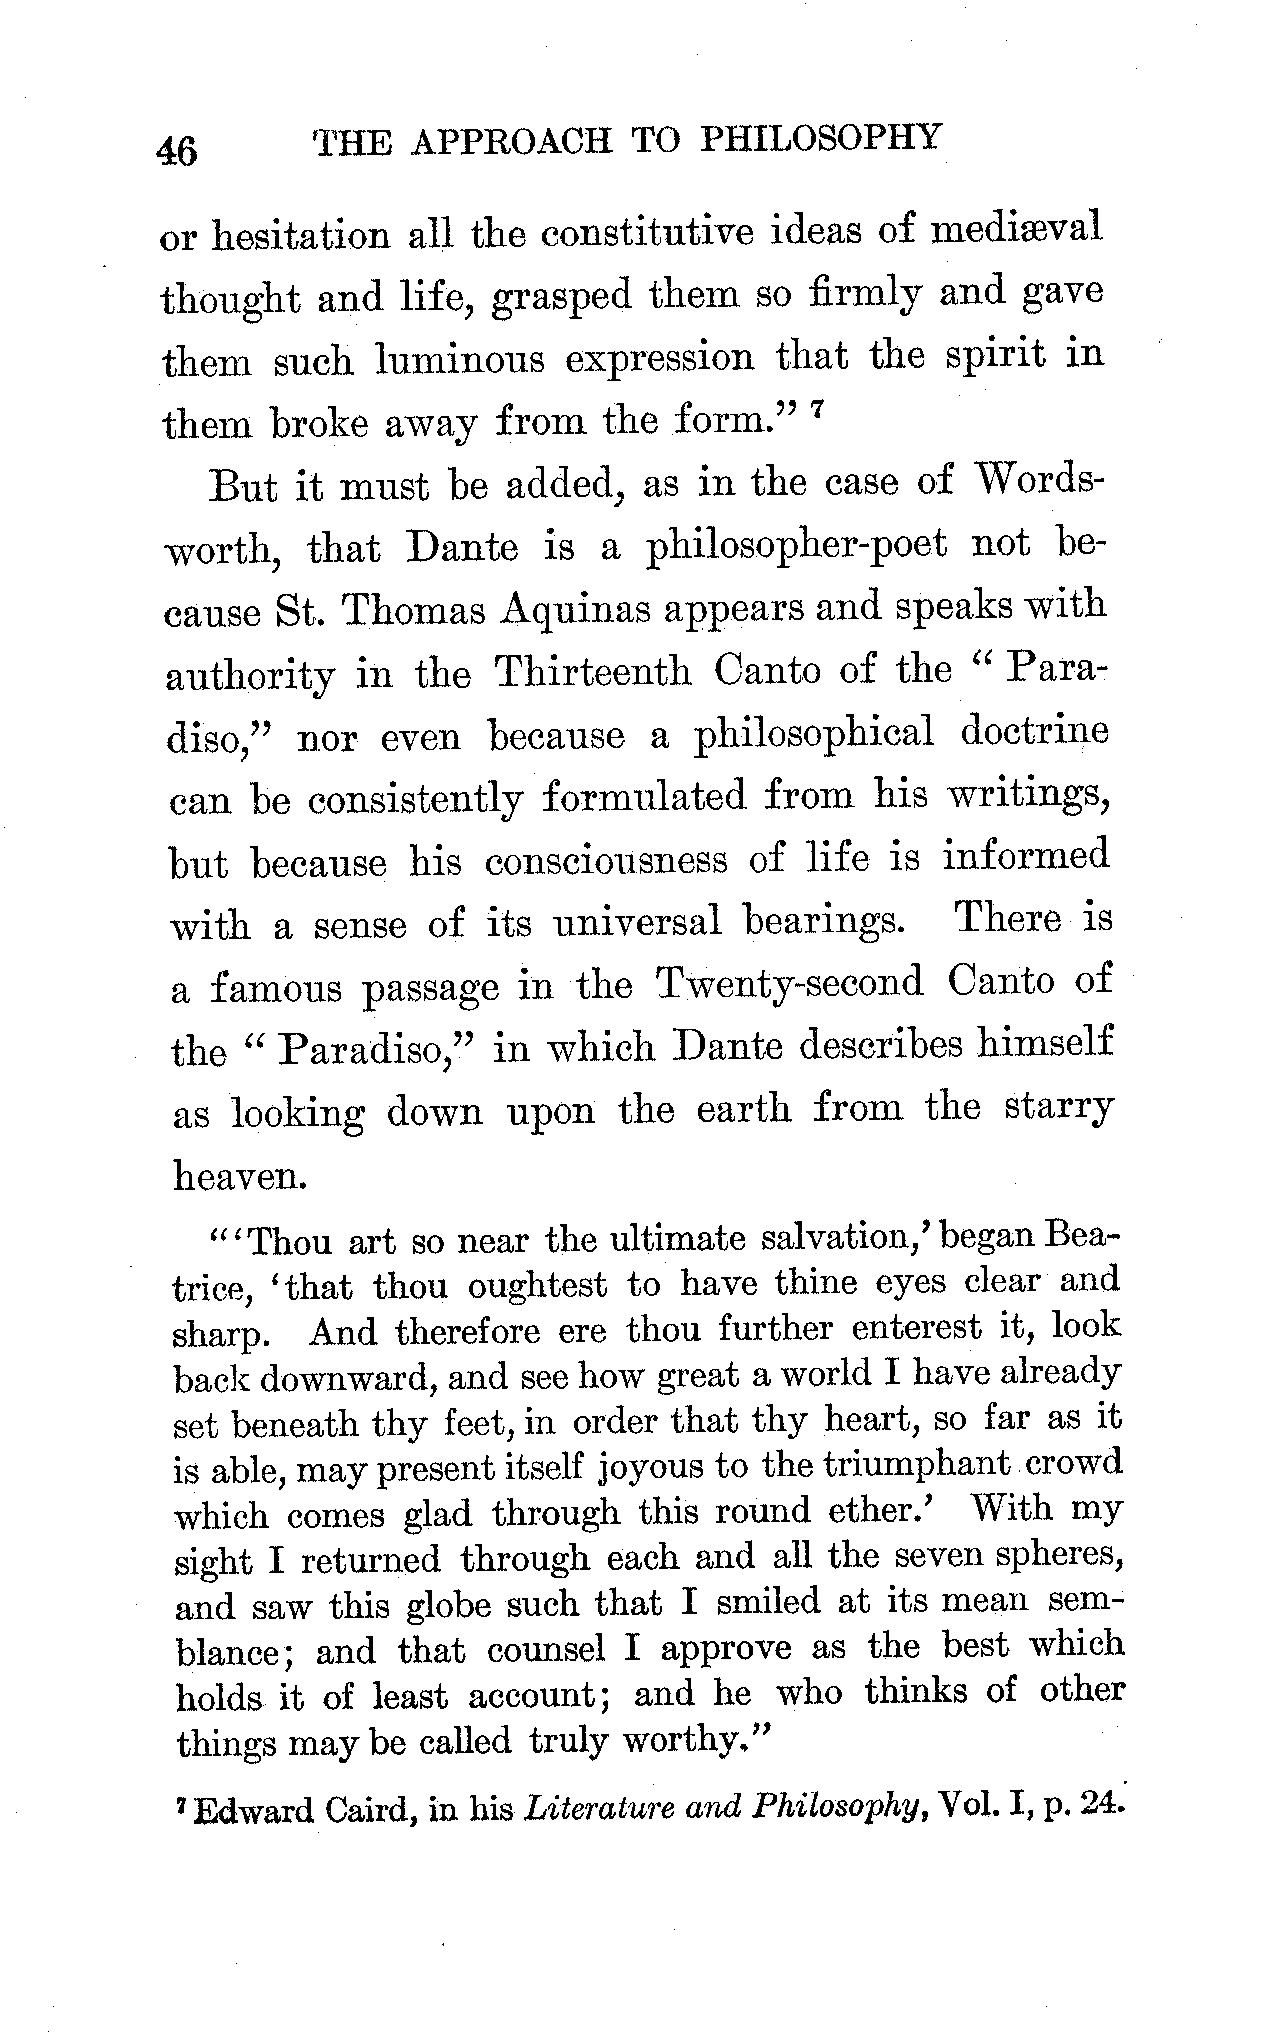 46 THE APPROACH TO PHILOSOPHY
or hesitation all the constitutive ideas of mediæval
thought and life, grasped them so firmly and gave
them such luminous expression that the spirit in
them broke away from the form.” 7
But it must be added, as in the case of Words-
worth, that Dante is a philosopher-poet not be-
cause St. Thomas Aquinas appears and speaks with
authority in the Thirteenth Canto of the “ Para-
diso,” nor even because a philosophical doctrine
can be consistently formulated from his writings,
but because his consciousness of life is informed
with a sense of its universal bearings. There is
a famous passage in the Twenty-second Canto of
the “ Paradiso,” in which Dante describes himself
as looking down upon the earth from the starry
heaven.
“‘Thou art so near the ultimate salvation,’ began Bea-
trice, ‘that thou oughtest to have thine eyes clear and
sharp. And therefore ere thou further enterest it, look
back downward, and see how great a world I have already
set beneath thy feet, in order that thy heart, so far as it
is able, may present itself joyous to the triumphant crowd
which comes glad through this round ether.’ With my
sight I returned through each and all the seven spheres,
and saw this globe such that I smiled at its mean sem-
blance; and that counsel I approve as the best which
holds it of least account; and he who thinks of other
things may be called truly worthy.”
7 Edward Caird, in his Literature and Philosophy, Vol. I, p. 24.